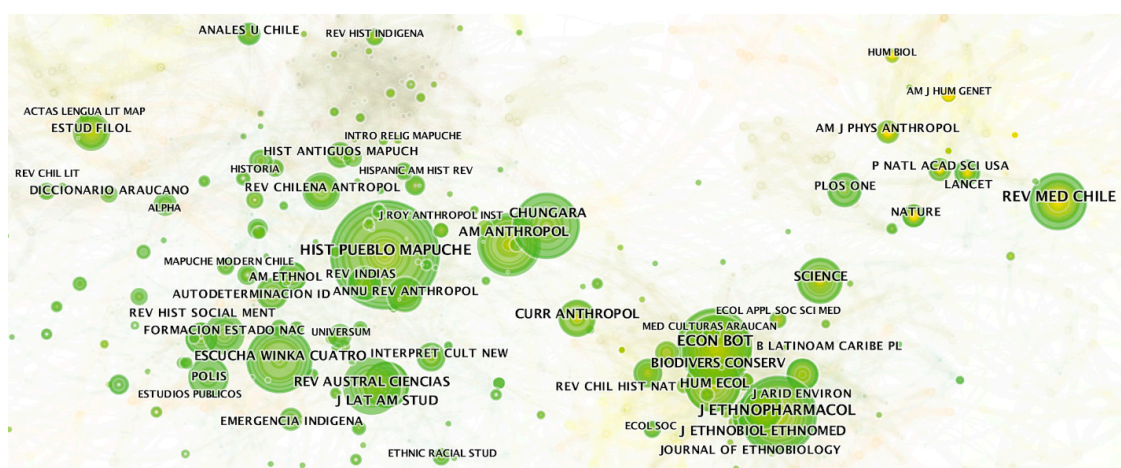 ANALES U CHILE
REV HIST INDIGENA
HUM BIOL
AM J HUM GENET
ACTAS LENGUA LIT MAP
ESTUD FILOL
AM J PHYS ANTHROPOL
INTRO RELIG MAPUCHE
HIST ANTIGUOS MAPUCH
HISTORIA
HISPANIC AM HIST REV
P NATL ACAD SCI USA
REV CHIL LIT
DICCIONARIO ARAUCANO
REV CHILENA ANTROPOL
PLOS ONE
LANCET
REV MED CHILE
ALPHA
J ROY ANTHROPOL INST
CHUNGARA
NATURE
AM ANTHROPOL
HIST PUEBLO MAPUCHE
MAPUCHE MODERN CHILE
AM ETHNOL
REV INDIAS
SCIENCE
AUTODETERMINACION ID
ANNU REV ANTHROPOL
REV HIST SOCIAL MENT
CURR ANTHROPOL
ECOL APPL SOC SCI MED
FORMACION ESTADO NAC
UNIVERSUM
MED CULTURAS ARAUCAN
ECON BOT
B LATINOAM CARIBE PL
ESCUCHA WINKA CUATRO
INTERPRET CULT NEW
BIODIVERS CONSERV
POLIS
REV AUSTRAL CIENCIAS
REV CHIL HIST NAT
HUM ECOL
ESTUDIOS PUBLICOS
J LAT AM STUD
J ARID ENVIRON
J ETHNOPHARMACOL
EMERGENCIA INDIGENA
ECOL SOC
J ETHNOBIOL ETHNOMED
ETHNIC RACIAL STUD
JOURNAL OF ETHNOBIOLOGY